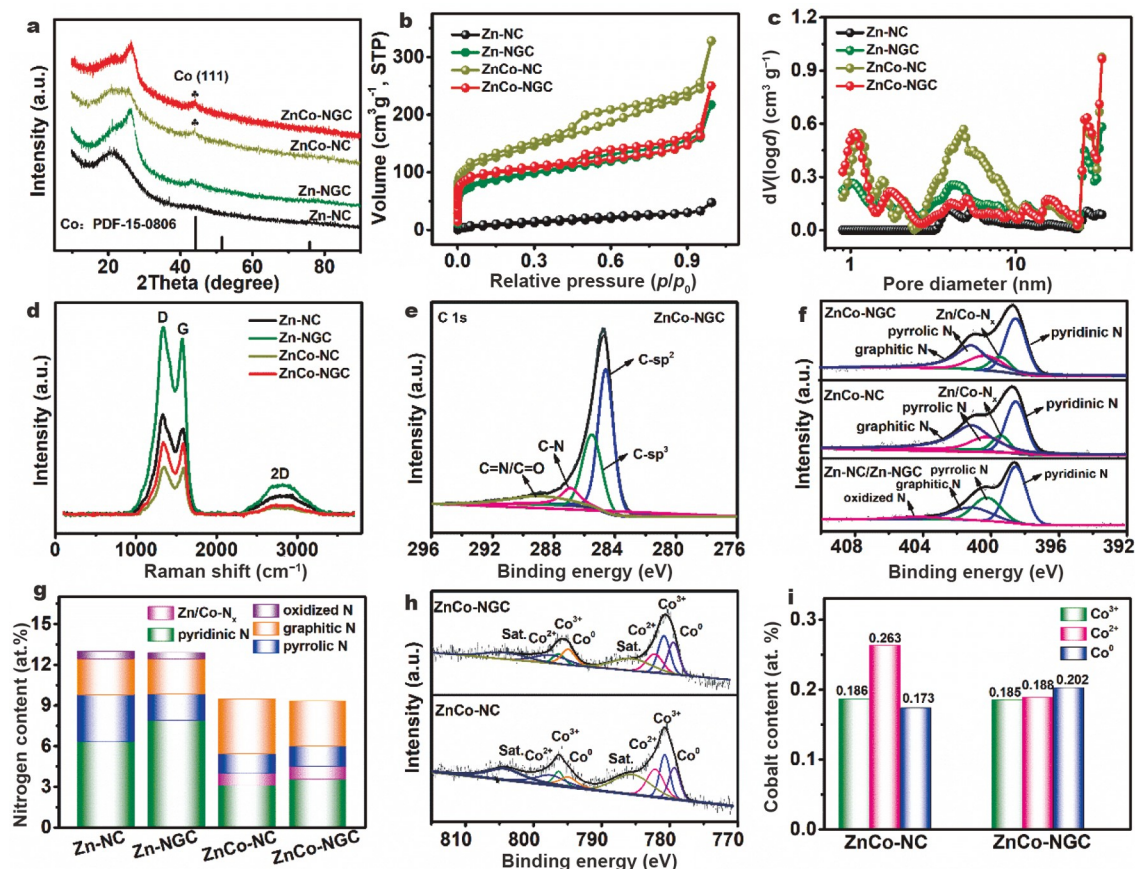 a
Intensity (a.u.)
Co (111)
♣
♣
ZnCo-NGC
ZnCo-NC
Zn-NGC
Zn-NC
Co: PDF-15-0806
20 40 60 80
2Theta (degree)
b
Volume (cm³g⁻¹, STP)
300
200
100
0
Zn-NC
Zn-NGC
ZnCo-NC
ZnCo-NGC
0.0 0.2 0.4 0.6 0.9
Relative pressure (p/p₀)
c
dV(logd) (cm³ g⁻¹)
1.2
0.9
0.6
0.3
0.0
Zn-NC
Zn-NGC
ZnCo-NC
ZnCo-NGC
1 10
Pore diameter (nm)
d
Intensity (a.u.)
D
G
2D
Zn-NC
Zn-NGC
ZnCo-NC
ZnCo-NGC
0 1000 2000 3000
Raman shift (cm⁻¹)
e
Intensity (a.u.)
C 1s
ZnCo-NGC
C-sp²
C-N
C=N/C=O
C-sp³
296 292 288 284 280 276
Binding energy (eV)
f
Intensity (a.u.)
ZnCo-NGC
Zn/Co-Nₓ
pyrrolic N
graphitic N
pyridinic N
ZnCo-NC
Zn/Co-Nₓ
pyrrolic N
graphitic N
pyridinic N
Zn-NC/Zn-NGC
pyrrolic N
graphitic N
oxidized N
pyridinic N
408 404 400 396 392
Binding energy (eV)
g
Nitrogen content (at.%)
15
12
9
6
3
0
Zn/Co-Nₓ
pyridinic N
oxidized N
graphitic N
pyrrolic N
Zn-NC
Zn-NGC
ZnCo-NC
ZnCo-NGC
h
Intensity (a.u.)
ZnCo-NGC
Sat.
Co²⁺
Co³⁺
Co⁰
Sat.
Co²⁺
Co³⁺
Co⁰
ZnCo-NC
Sat.
Co²⁺
Co³⁺
Co⁰
Sat.
Co²⁺
Co³⁺
Co⁰
810 800 790 780 770
Binding energy (eV)
i
Cobalt content (at. %)
0.3
0.2
0.1
0.0
Co³⁺
Co²⁺
Co⁰
0.186
0.263
0.173
0.185
0.188
0.202
ZnCo-NC
ZnCo-NGC